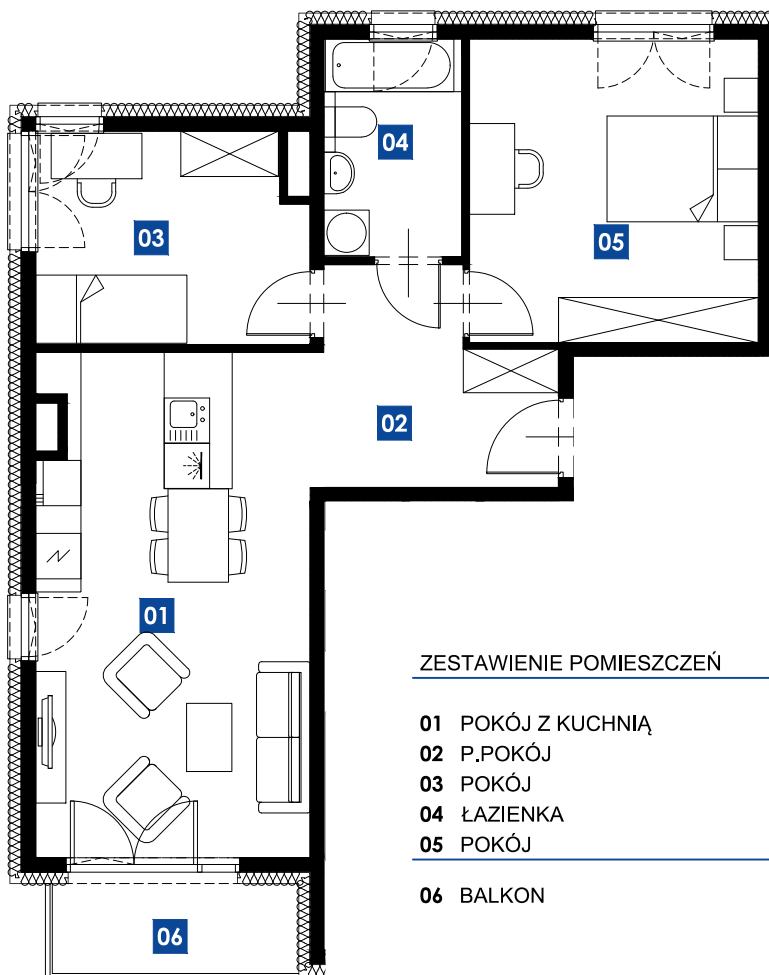 04
03
05
02
01
ZESTAWIENIE POMIESZCZEŃ
01 POKÓJ Z KUCHNIĄ
02 P.POKÓJ
03 POKÓJ
04 ŁAZIENKA
05 POKÓJ
06 BALKON
06